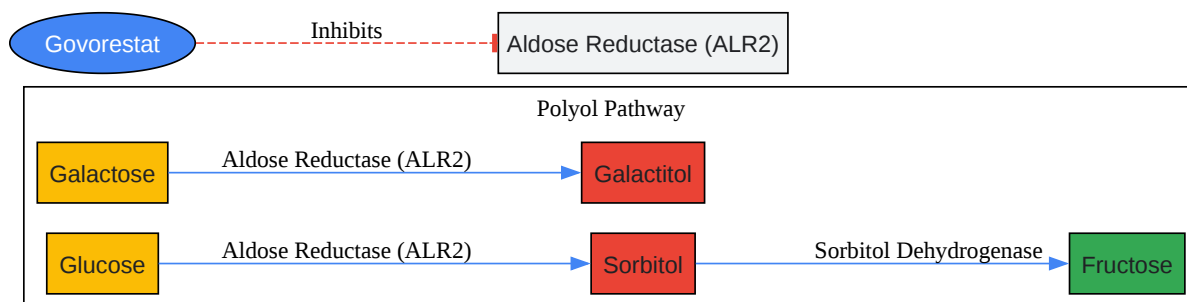 Govorestat
Inhibits
Aldose Reductase (ALR2)
Polyol Pathway
Galactose
Aldose Reductase (ALR2)
Galactitol
Glucose
Aldose Reductase (ALR2)
Sorbitol
Sorbitol Dehydrogenase
Fructose